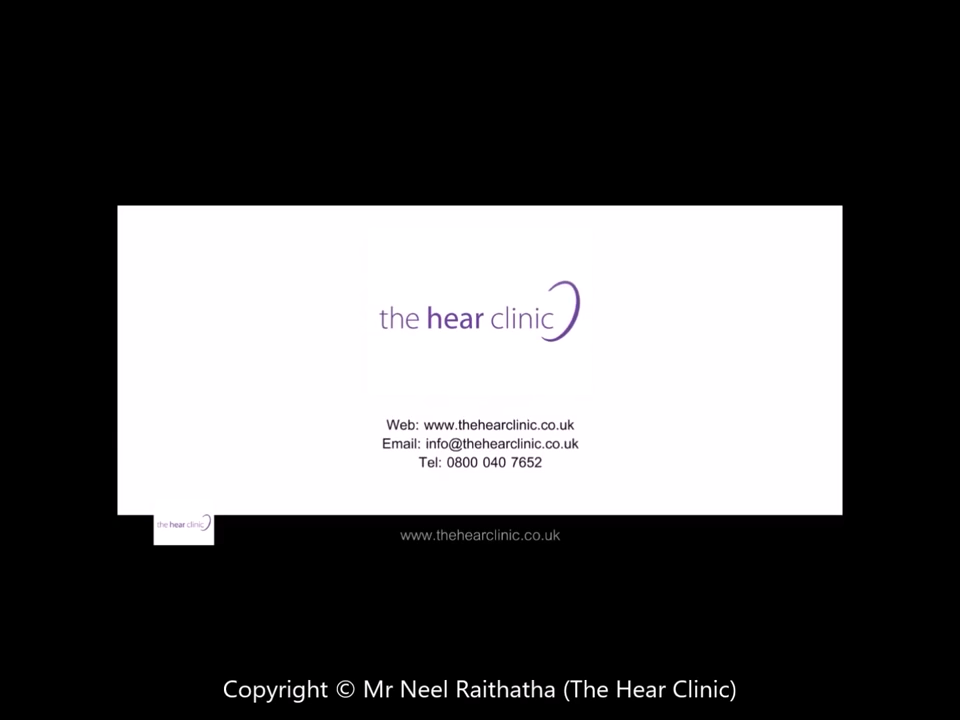 the hear clinic
Web: www.thehearclinic.co.uk
Email: info@thehearclinic.co.uk
Tel: 0800 040 7652
the hear clinic
www.thehearclinic.co.uk
Copyright © Mr Neel Raithatha (The Hear Clinic)